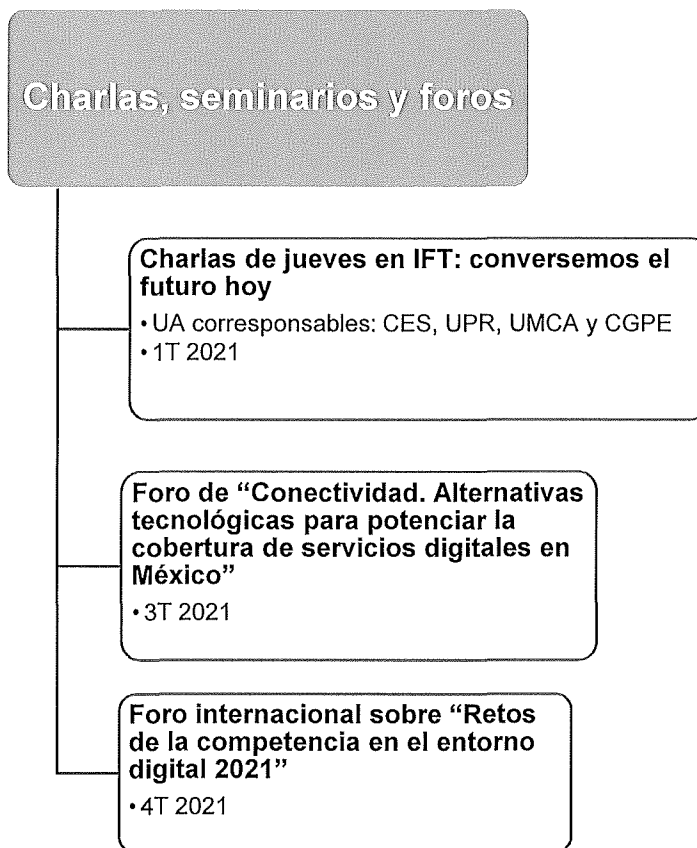 Charlas, seminarios y foros
Charlas de jueves en IFT: conversemos el
futuro hoy
• UA corresponsables: CES, UPR, UMCA y CGPE
• 1T 2021
Foro de “Conectividad. Alternativas
tecnológicas para potenciar la
cobertura de servicios digitales en
México”
• 3T 2021
Foro internacional sobre “Retos
de la competencia en el entorno
digital 2021”
• 4T 2021